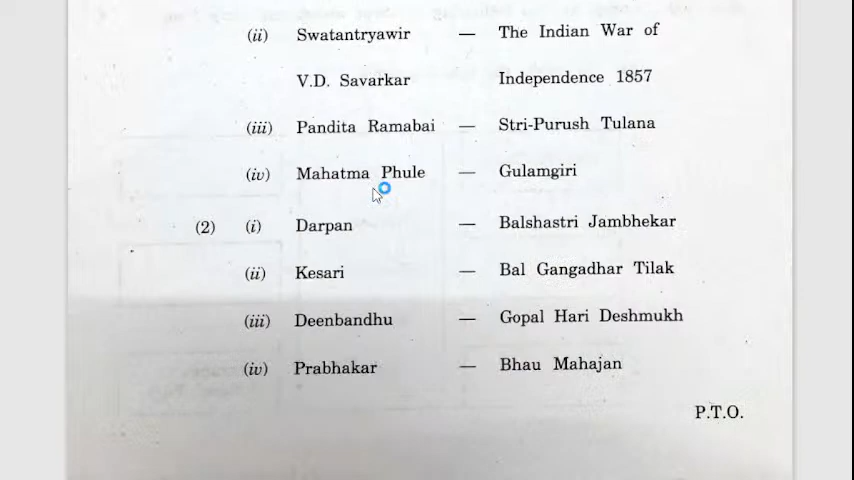 (ii) Swatantryawir — The Indian War of
V.D. Savarkar Independence 1857
(iii) Pandita Ramabai — Stri-Purush Tulana
(iv) Mahatma Phule — Gulamgiri
(2) (i) Darpan — Balshastri Jambhekar
(ii) Kesari — Bal Gangadhar Tilak
(iii) Deenbandhu — Gopal Hari Deshmukh
(iv) Prabhakar — Bhau Mahajan
P.T.O.